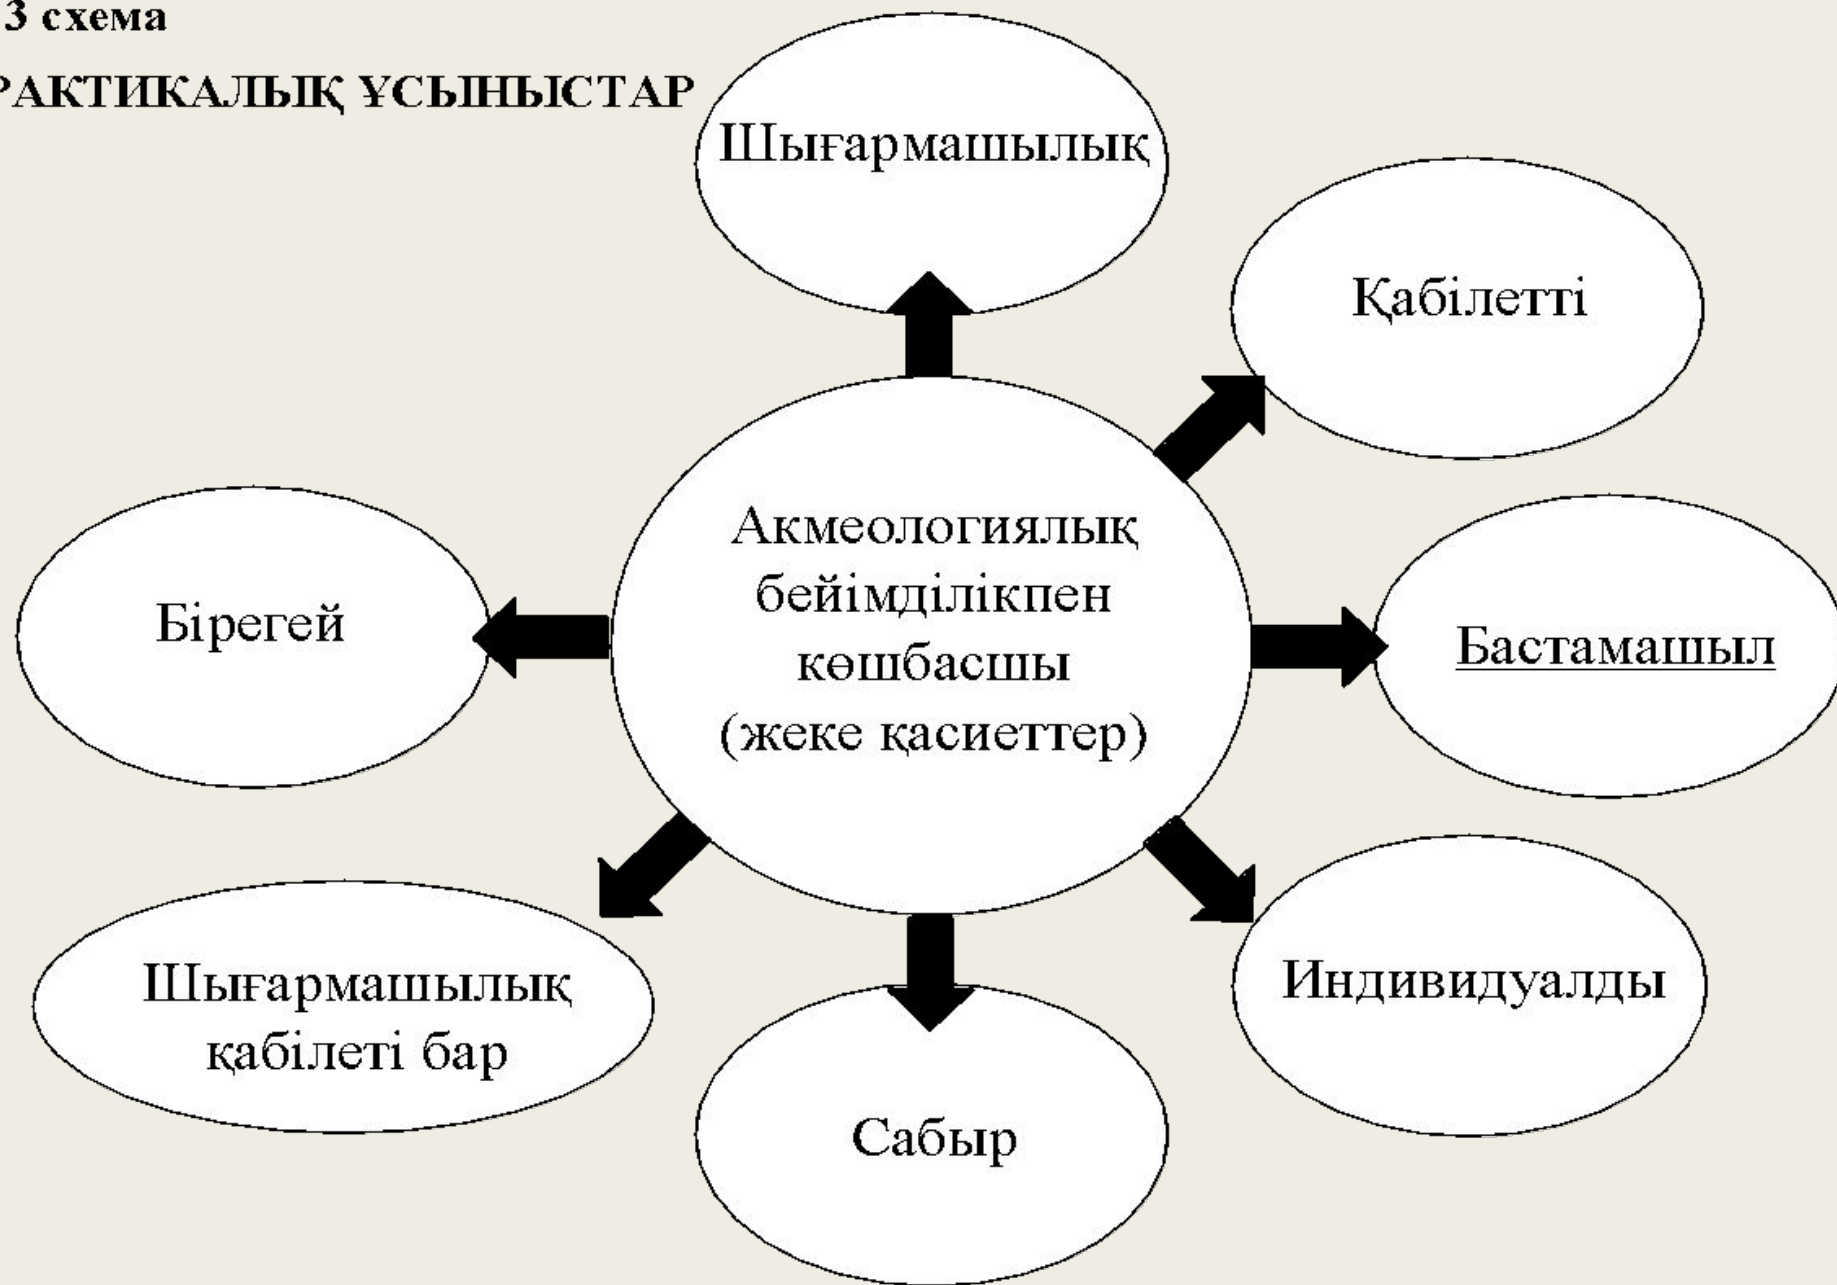 3 схема
РАКТИКАЛЫҚ ҰСЫНЫСТАР
Шығармашылық
Қабілетті
Акмеологиялық
бейімділікпен
көшбасшы
(жеке қасиеттер)
Бірегей
Бастамашыл
Шығармашылық
қабілеті бар
Индивидуалды
Сабыр